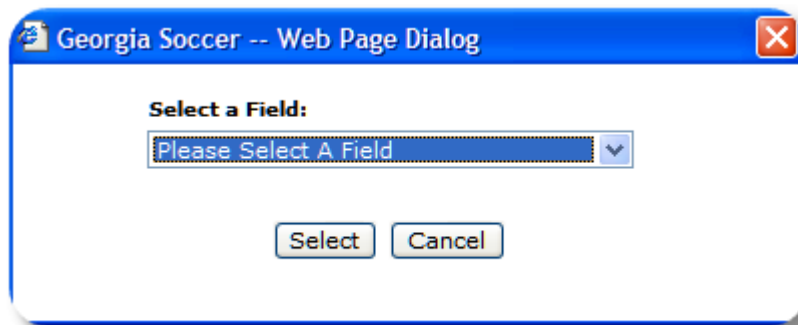 Georgia Soccer -- Web Page Dialog
Select a Field:
Please Select A Field
Select Cancel